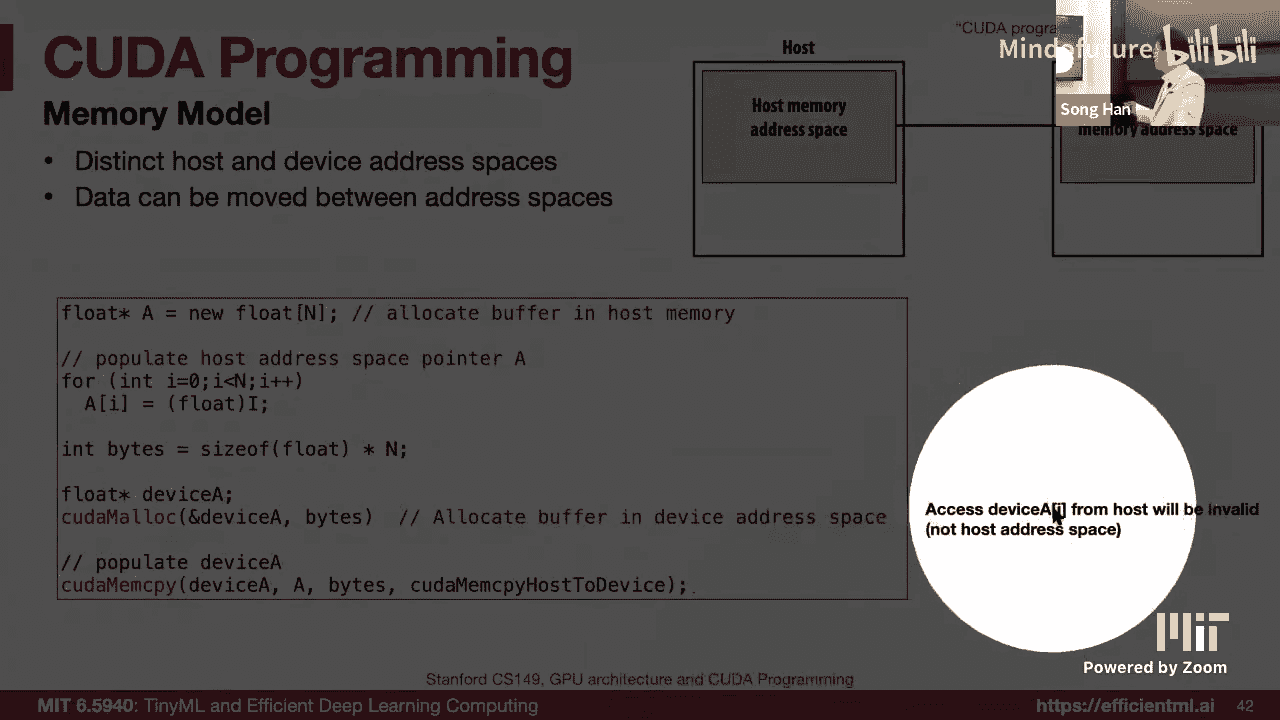 CUDA Programming
"CUDA progra
Memory Model
• Distinct host and device address spaces
• Data can be moved between address spaces
Host
Host memory
address space
memory address space
Mindofuture bilibili
Song Han
float* A = new float[N]; // allocate buffer in host memory
// populate host address space pointer A
for (int i=0;i<N;i++)
A[i] = (float)I;
int bytes = sizeof(float) * N;
float* deviceA;
cudaMalloc(&deviceA, bytes) // Allocate buffer in device address space
// populate deviceA
cudaMemcpy(deviceA, A, bytes, cudaMemcpyHostToDevice);
Access deviceA[i] from host will be invalid
(not host address space)
MIT
Powered by Zoom
Stanford CS149, GPU architecture and CUDA Programming
MIT 6.5940: TinyML and Efficient Deep Learning Computing
https://efficientml.ai
42